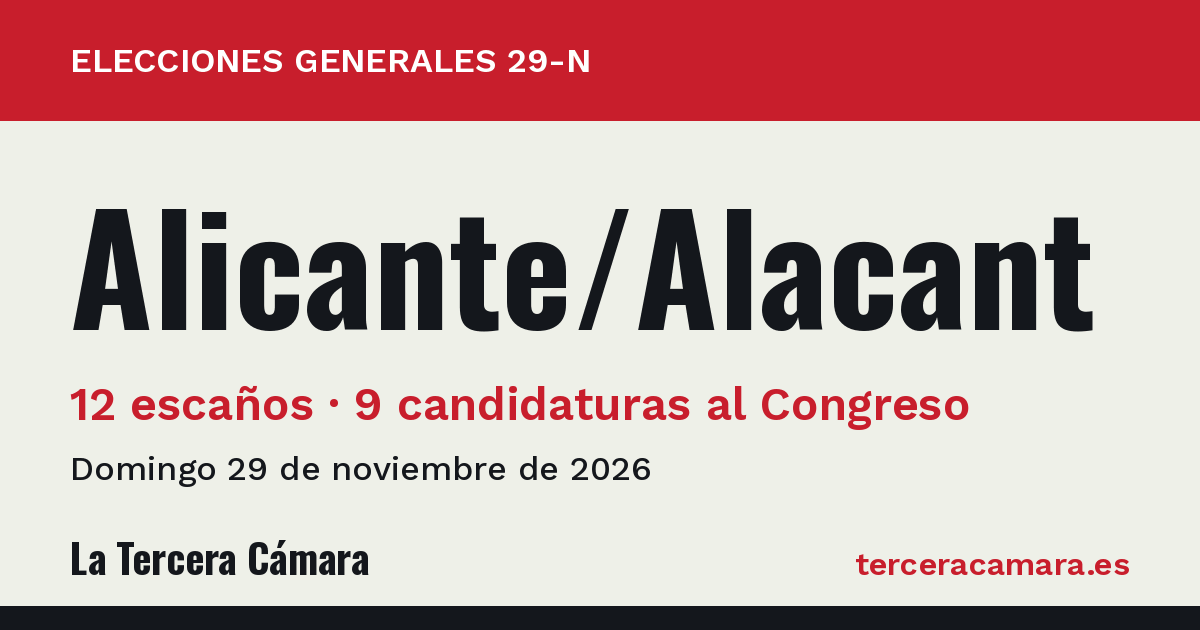 ELECCIONES GENERALES 29-N
Alicante/Alacant
12 escaños · 9 candidaturas al Congreso
Domingo 29 de noviembre de 2026
La Tercera Cámara
terceracamara.es